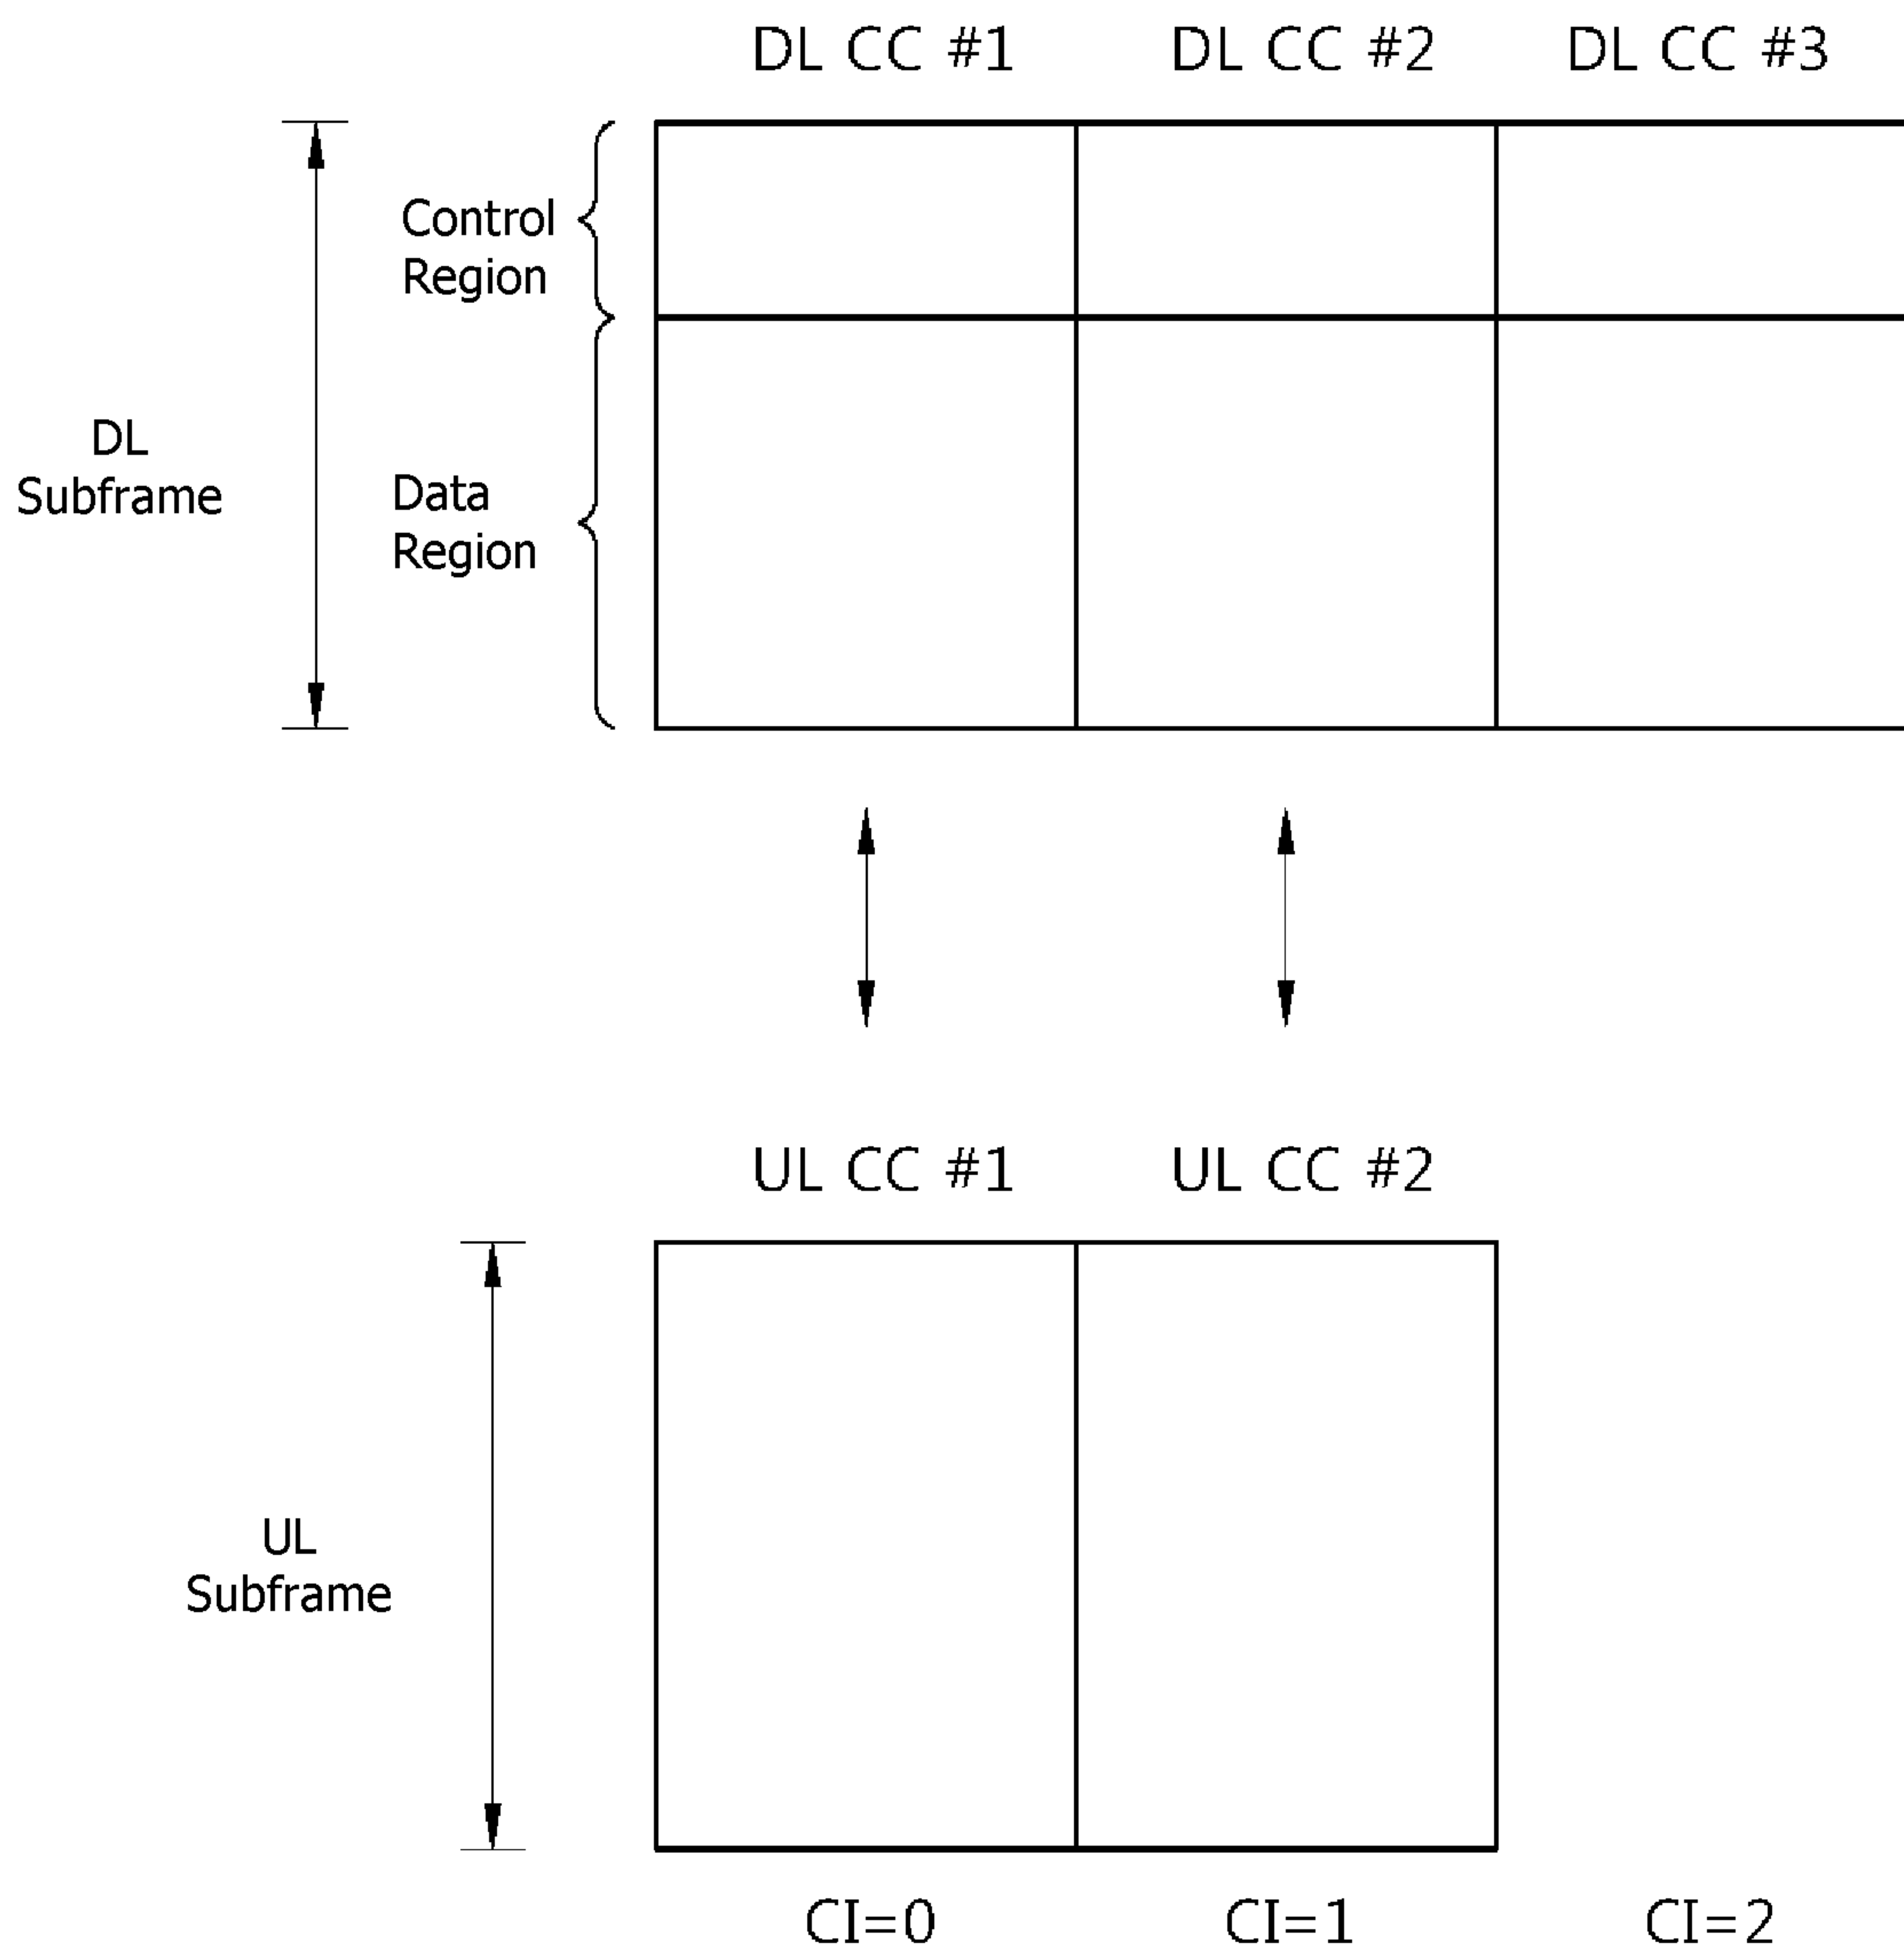 DL CC #1 DL CC #2 DL CC #3
Control
Region
DL
Subframe
Data
Region
UL CC #1 UL CC #2
UL
Subframe
CI=0 CI=1 CI=2